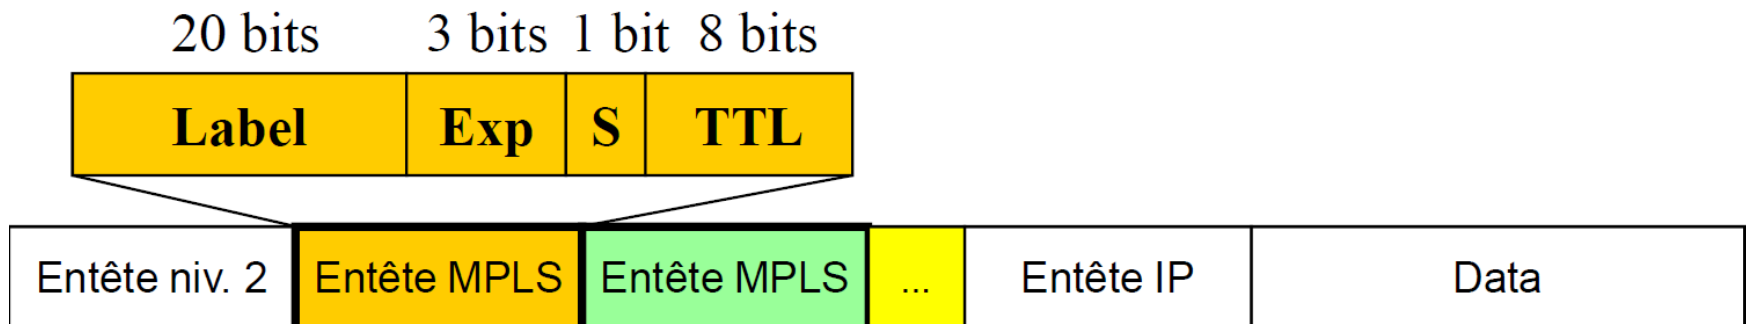 20 bits 3 bits 1 bit 8 bits
Label Exp S TTL
Entête niv. 2 Entête MPLS Entête MPLS ... Entête IP Data